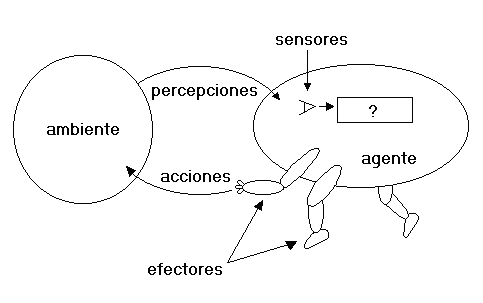 sensores
percepciones
?
ambiente
agente
acciones
efectores